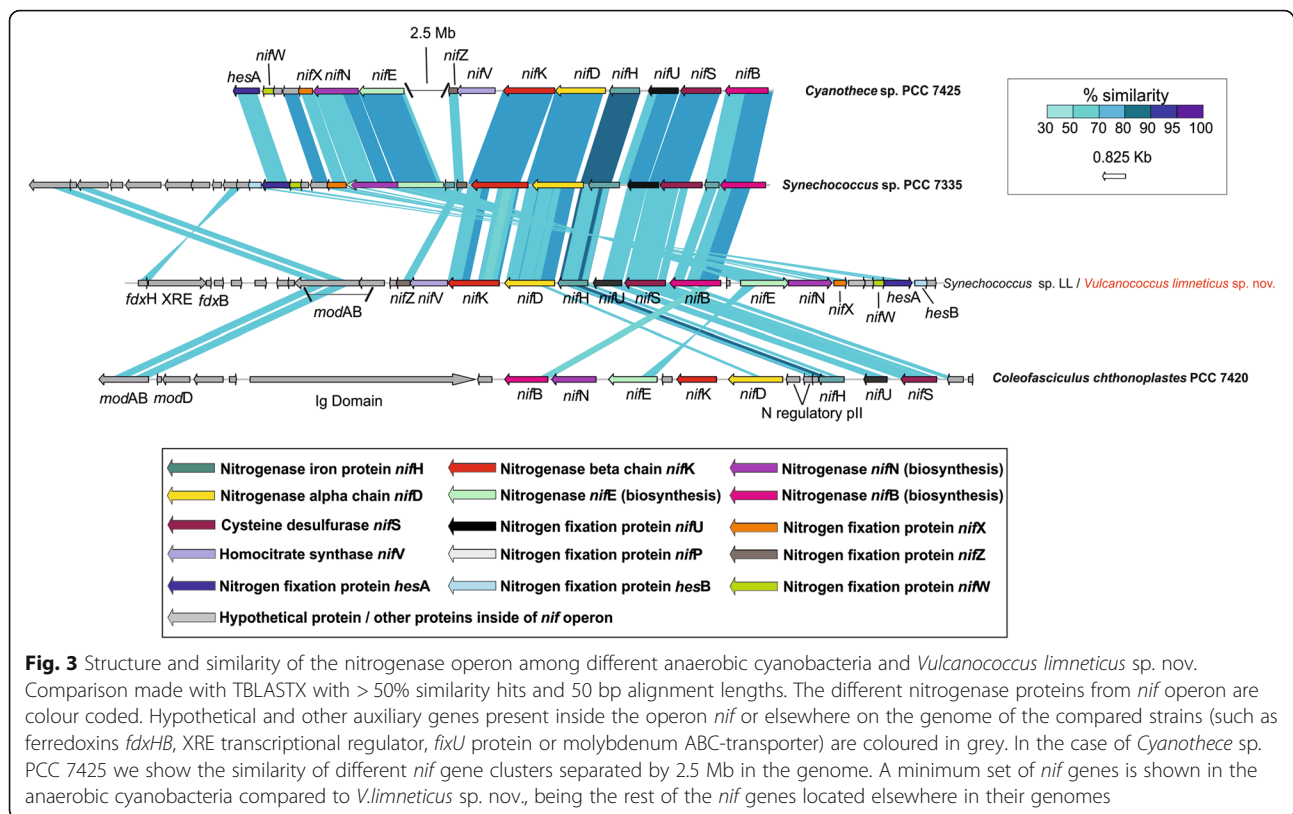 2.5 Mb
hesA nifW nifX nifN nifE nifZ nifV nifK nifD nifH nifU nifS nifB
Cyanothece sp. PCC 7425
% similarity
30 50 70 80 90 95 100
0.825 Kb
Synechococcus sp. PCC 7335
Synechococcus sp. LL / Vulcanococcus limneticus sp. nov.
fdxH XRE fdxB modAB nifZ nifV nifK nifD nifH nifU nifS nifB nifE nifN nifX nifW hesA hesB
Coleofasciculus chthonoplastes PCC 7420
modAB modD Ig Domain nifB nifN nifE nifK nifD N regulatory pII nifH nifU nifS
Nitrogenase iron protein nifH
Nitrogenase beta chain nifK
Nitrogenase nifN (biosynthesis)
Nitrogenase alpha chain nifD
Nitrogenase nifE (biosynthesis)
Nitrogenase nifB (biosynthesis)
Cysteine desulfurase nifS
Nitrogen fixation protein nifU
Nitrogen fixation protein nifX
Homocitrate synthase nifV
Nitrogen fixation protein nifP
Nitrogen fixation protein nifZ
Nitrogen fixation protein hesA
Nitrogen fixation protein hesB
Nitrogen fixation protein nifW
Hypothetical protein / other proteins inside of nif operon
Fig. 3 Structure and similarity of the nitrogenase operon among different anaerobic cyanobacteria and Vulcanococcus limneticus sp. nov.
Comparison made with TBLASTX with > 50% similarity hits and 50 bp alignment lengths. The different nitrogenase proteins from nif operon are
colour coded. Hypothetical and other auxiliary genes present inside the operon nif or elsewhere on the genome of the compared strains (such as
ferredoxins fdxHB, XRE transcriptional regulator, fixU protein or molybdenum ABC-transporter) are coloured in grey. In the case of Cyanothece sp.
PCC 7425 we show the similarity of different nif gene clusters separated by 2.5 Mb in the genome. A minimum set of nif genes is shown in the
anaerobic cyanobacteria compared to V.limneticus sp. nov., being the rest of the nif genes located elsewhere in their genomes